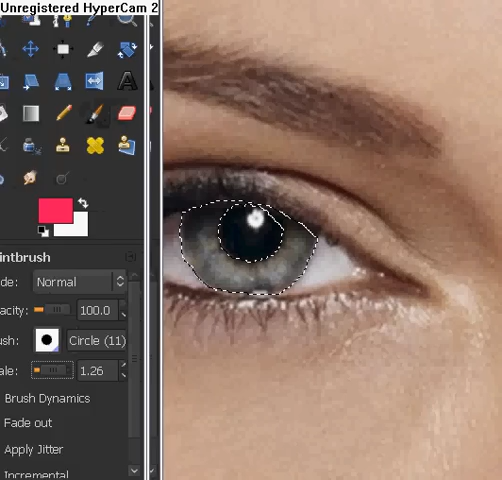 Unregistered HyperCam 2
ntbrush
de: Normal
acity: 100.0
ush: Circle (11)
ale: 1.26
Brush Dynamics
Fade out
Apply Jitter
Incremental